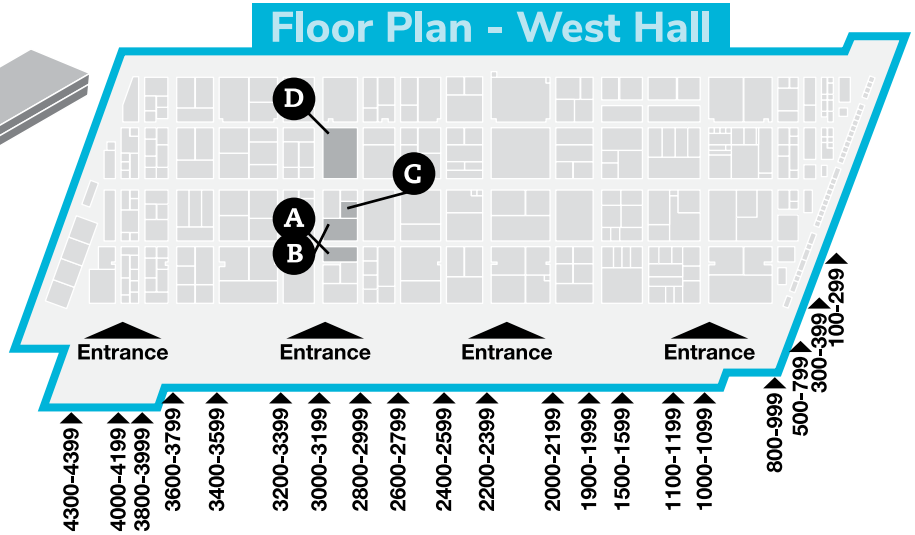 Floor Plan - West Hall
D
C
A
B
Entrance
Entrance
Entrance
Entrance
4300-4399
4000-4199
3800-3999
3600-3799
3400-3599
3200-3399
3000-3199
2800-2999
2600-2799
2400-2599
2200-2399
2000-2199
1900-1999
1500-1599
1100-1199
1000-1099
800-999
500-799
300-399
100-299